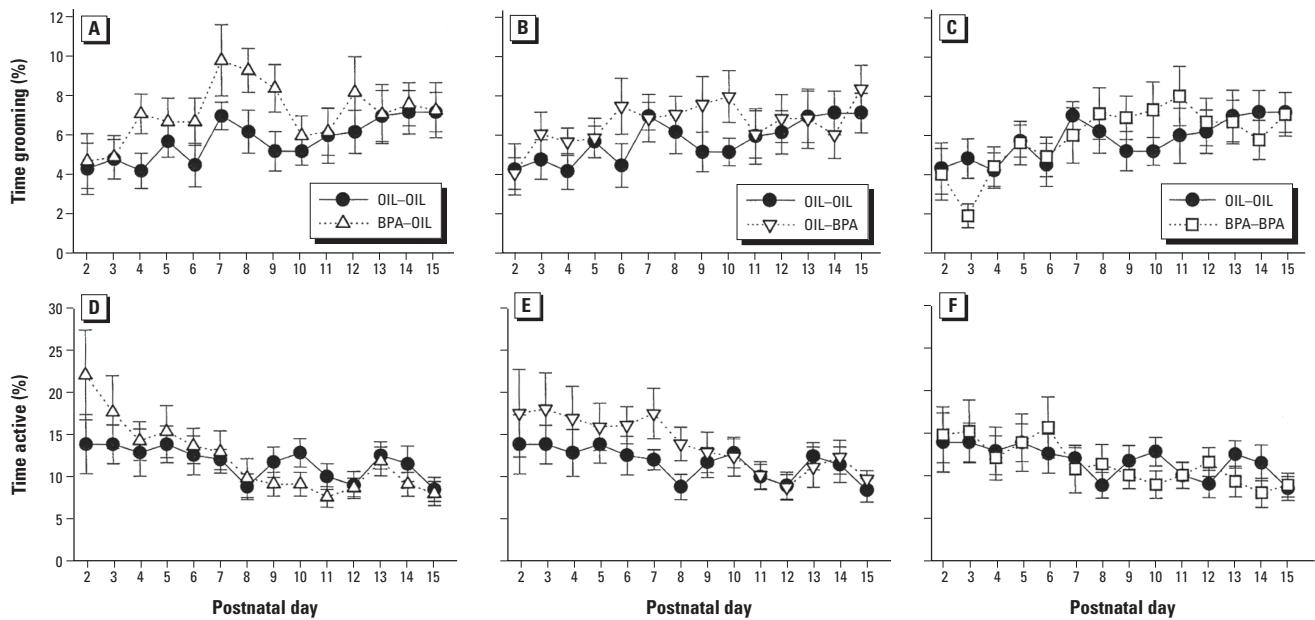 A
B
C
Time grooming (%)
12
10
8
6
4
2
0
OIL–OIL
BPA–OIL
OIL–OIL
OIL–BPA
OIL–OIL
BPA–BPA
2 3 4 5 6 7 8 9 10 11 12 13 14 15
2 3 4 5 6 7 8 9 10 11 12 13 14 15
2 3 4 5 6 7 8 9 10 11 12 13 14 15
D
E
F
Time active (%)
30
25
20
15
10
5
0
2 3 4 5 6 7 8 9 10 11 12 13 14 15
2 3 4 5 6 7 8 9 10 11 12 13 14 15
2 3 4 5 6 7 8 9 10 11 12 13 14 15
Postnatal day
Postnatal day
Postnatal day